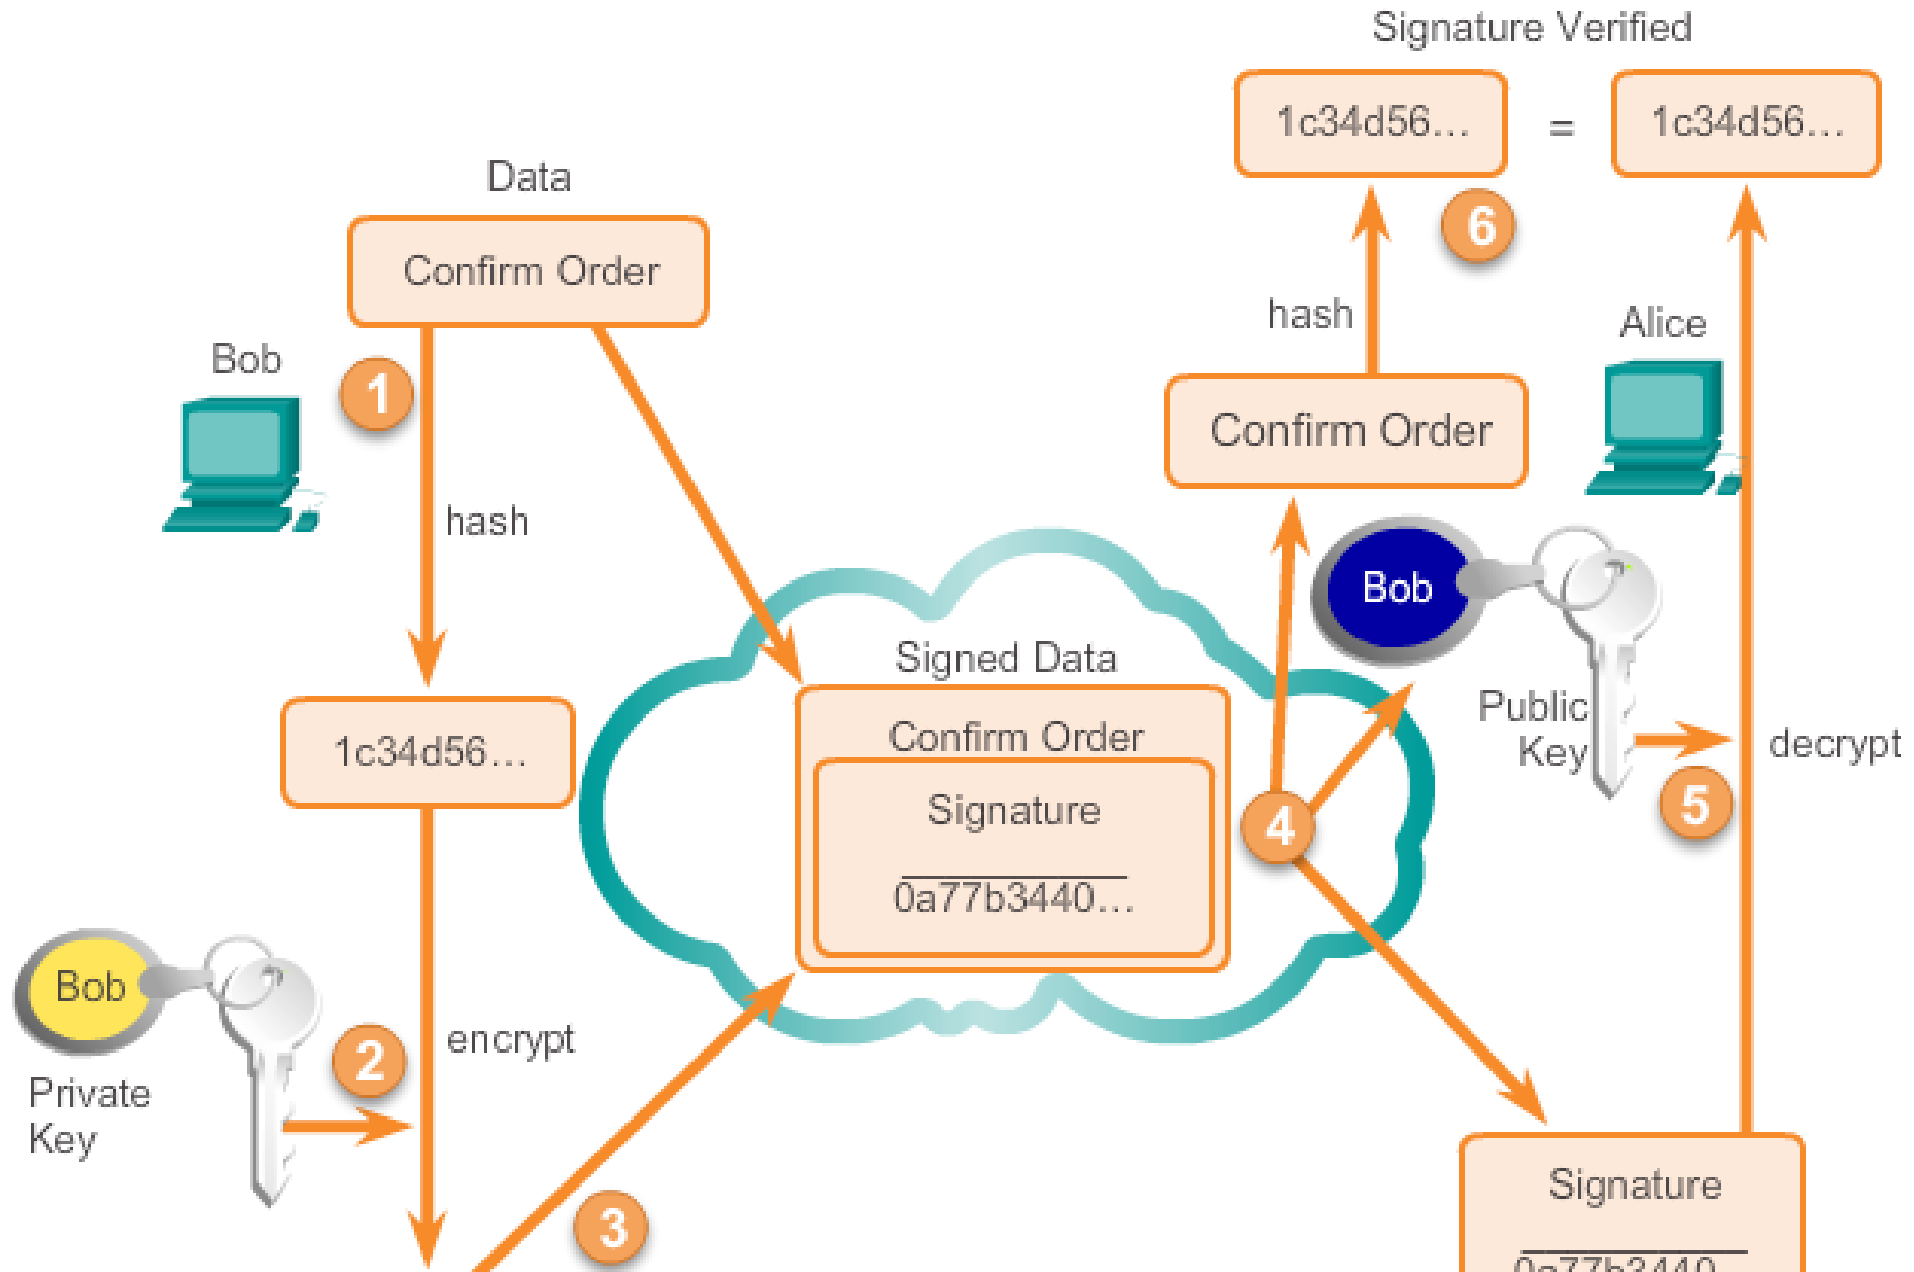 Signature Verified
1c34d56... = 1c34d56...
6
Data
Confirm Order
hash
Alice
Bob
1
Confirm Order
hash
Bob
Signed Data
Confirm Order
Signature
0a77b3440...
1c34d56...
Public
Key
decrypt
5
4
Bob
Private
Key
2
encrypt
3
Signature
0a77b3440...